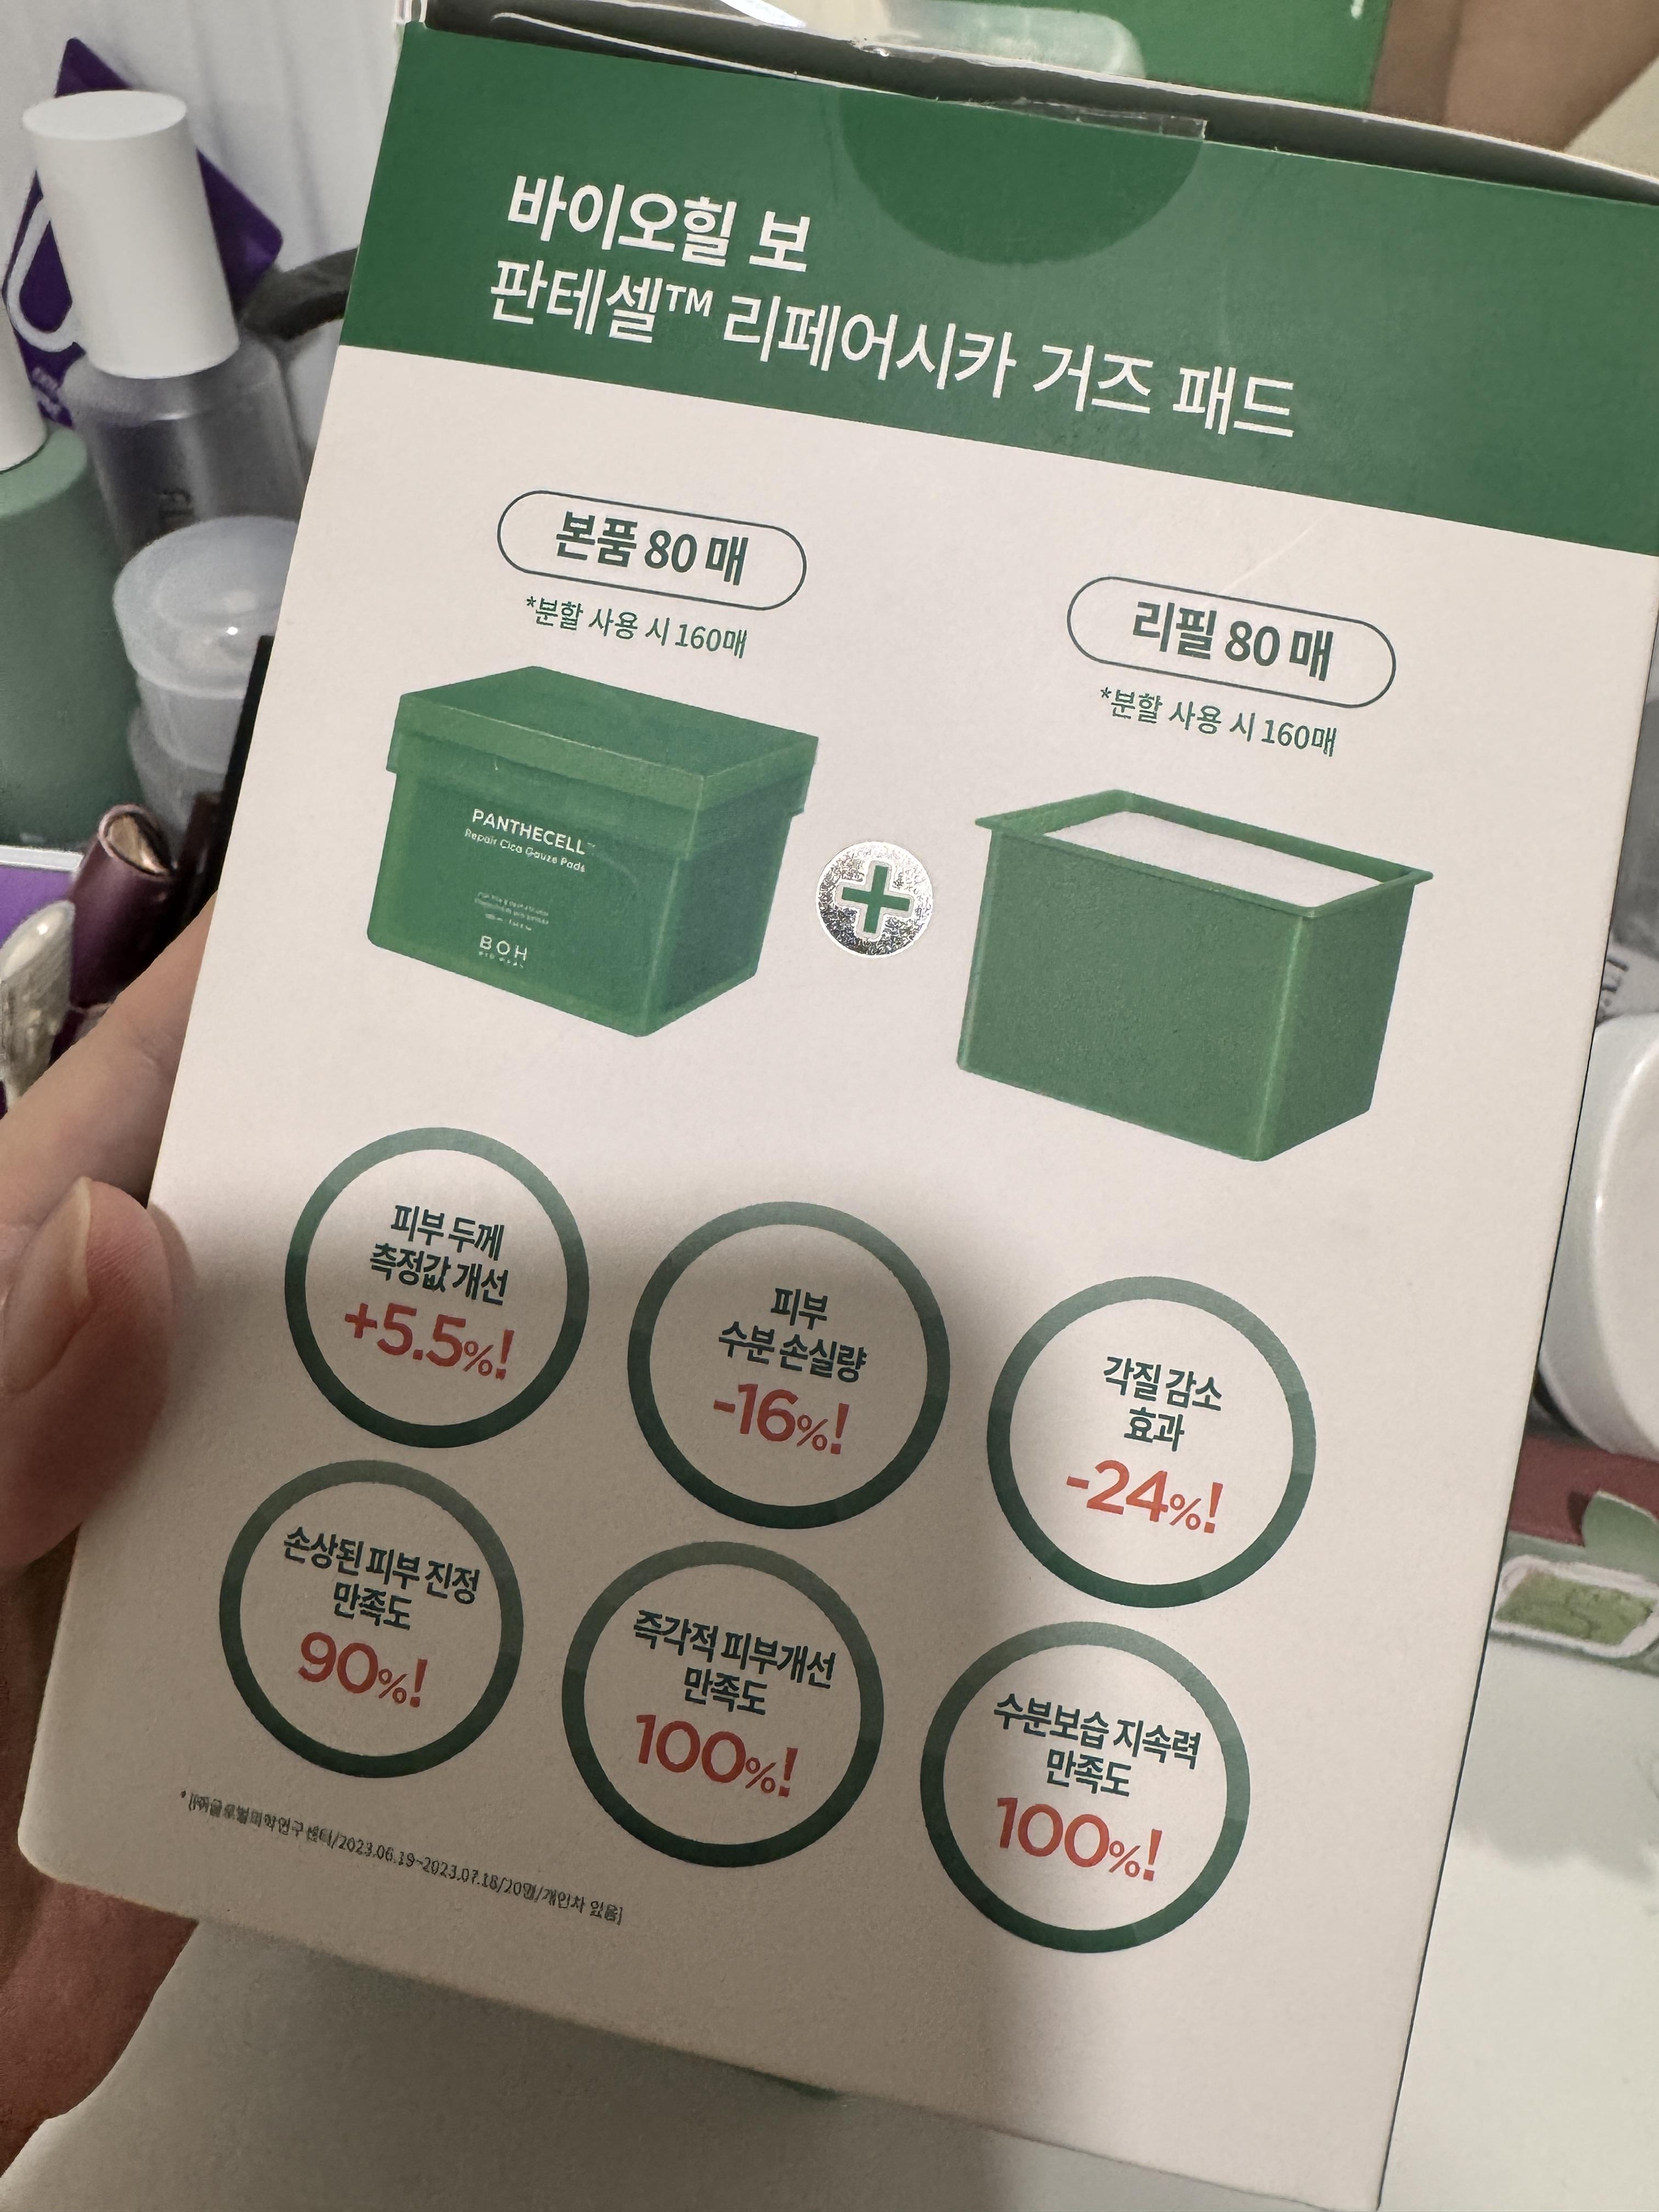 바이오힐 보
판테셀™ 리페어시카 거즈 패드
본품 80 매
*분할 사용 시 160매
리필 80 매
*분할 사용 시 160매
PANTHECELL™
Repair Cica Gauze Pads
BOH
피부 두께
측정값 개선
+5.5%!
피부
수분 손실량
-16%!
각질 감소
효과
-24%!
손상된 피부 진정
만족도
90%!
즉각적 피부개선
만족도
100%!
수분보습 지속력
만족도
100%!
연구센터/2023.06.19~2023.07.18/20명/개인차 있음]